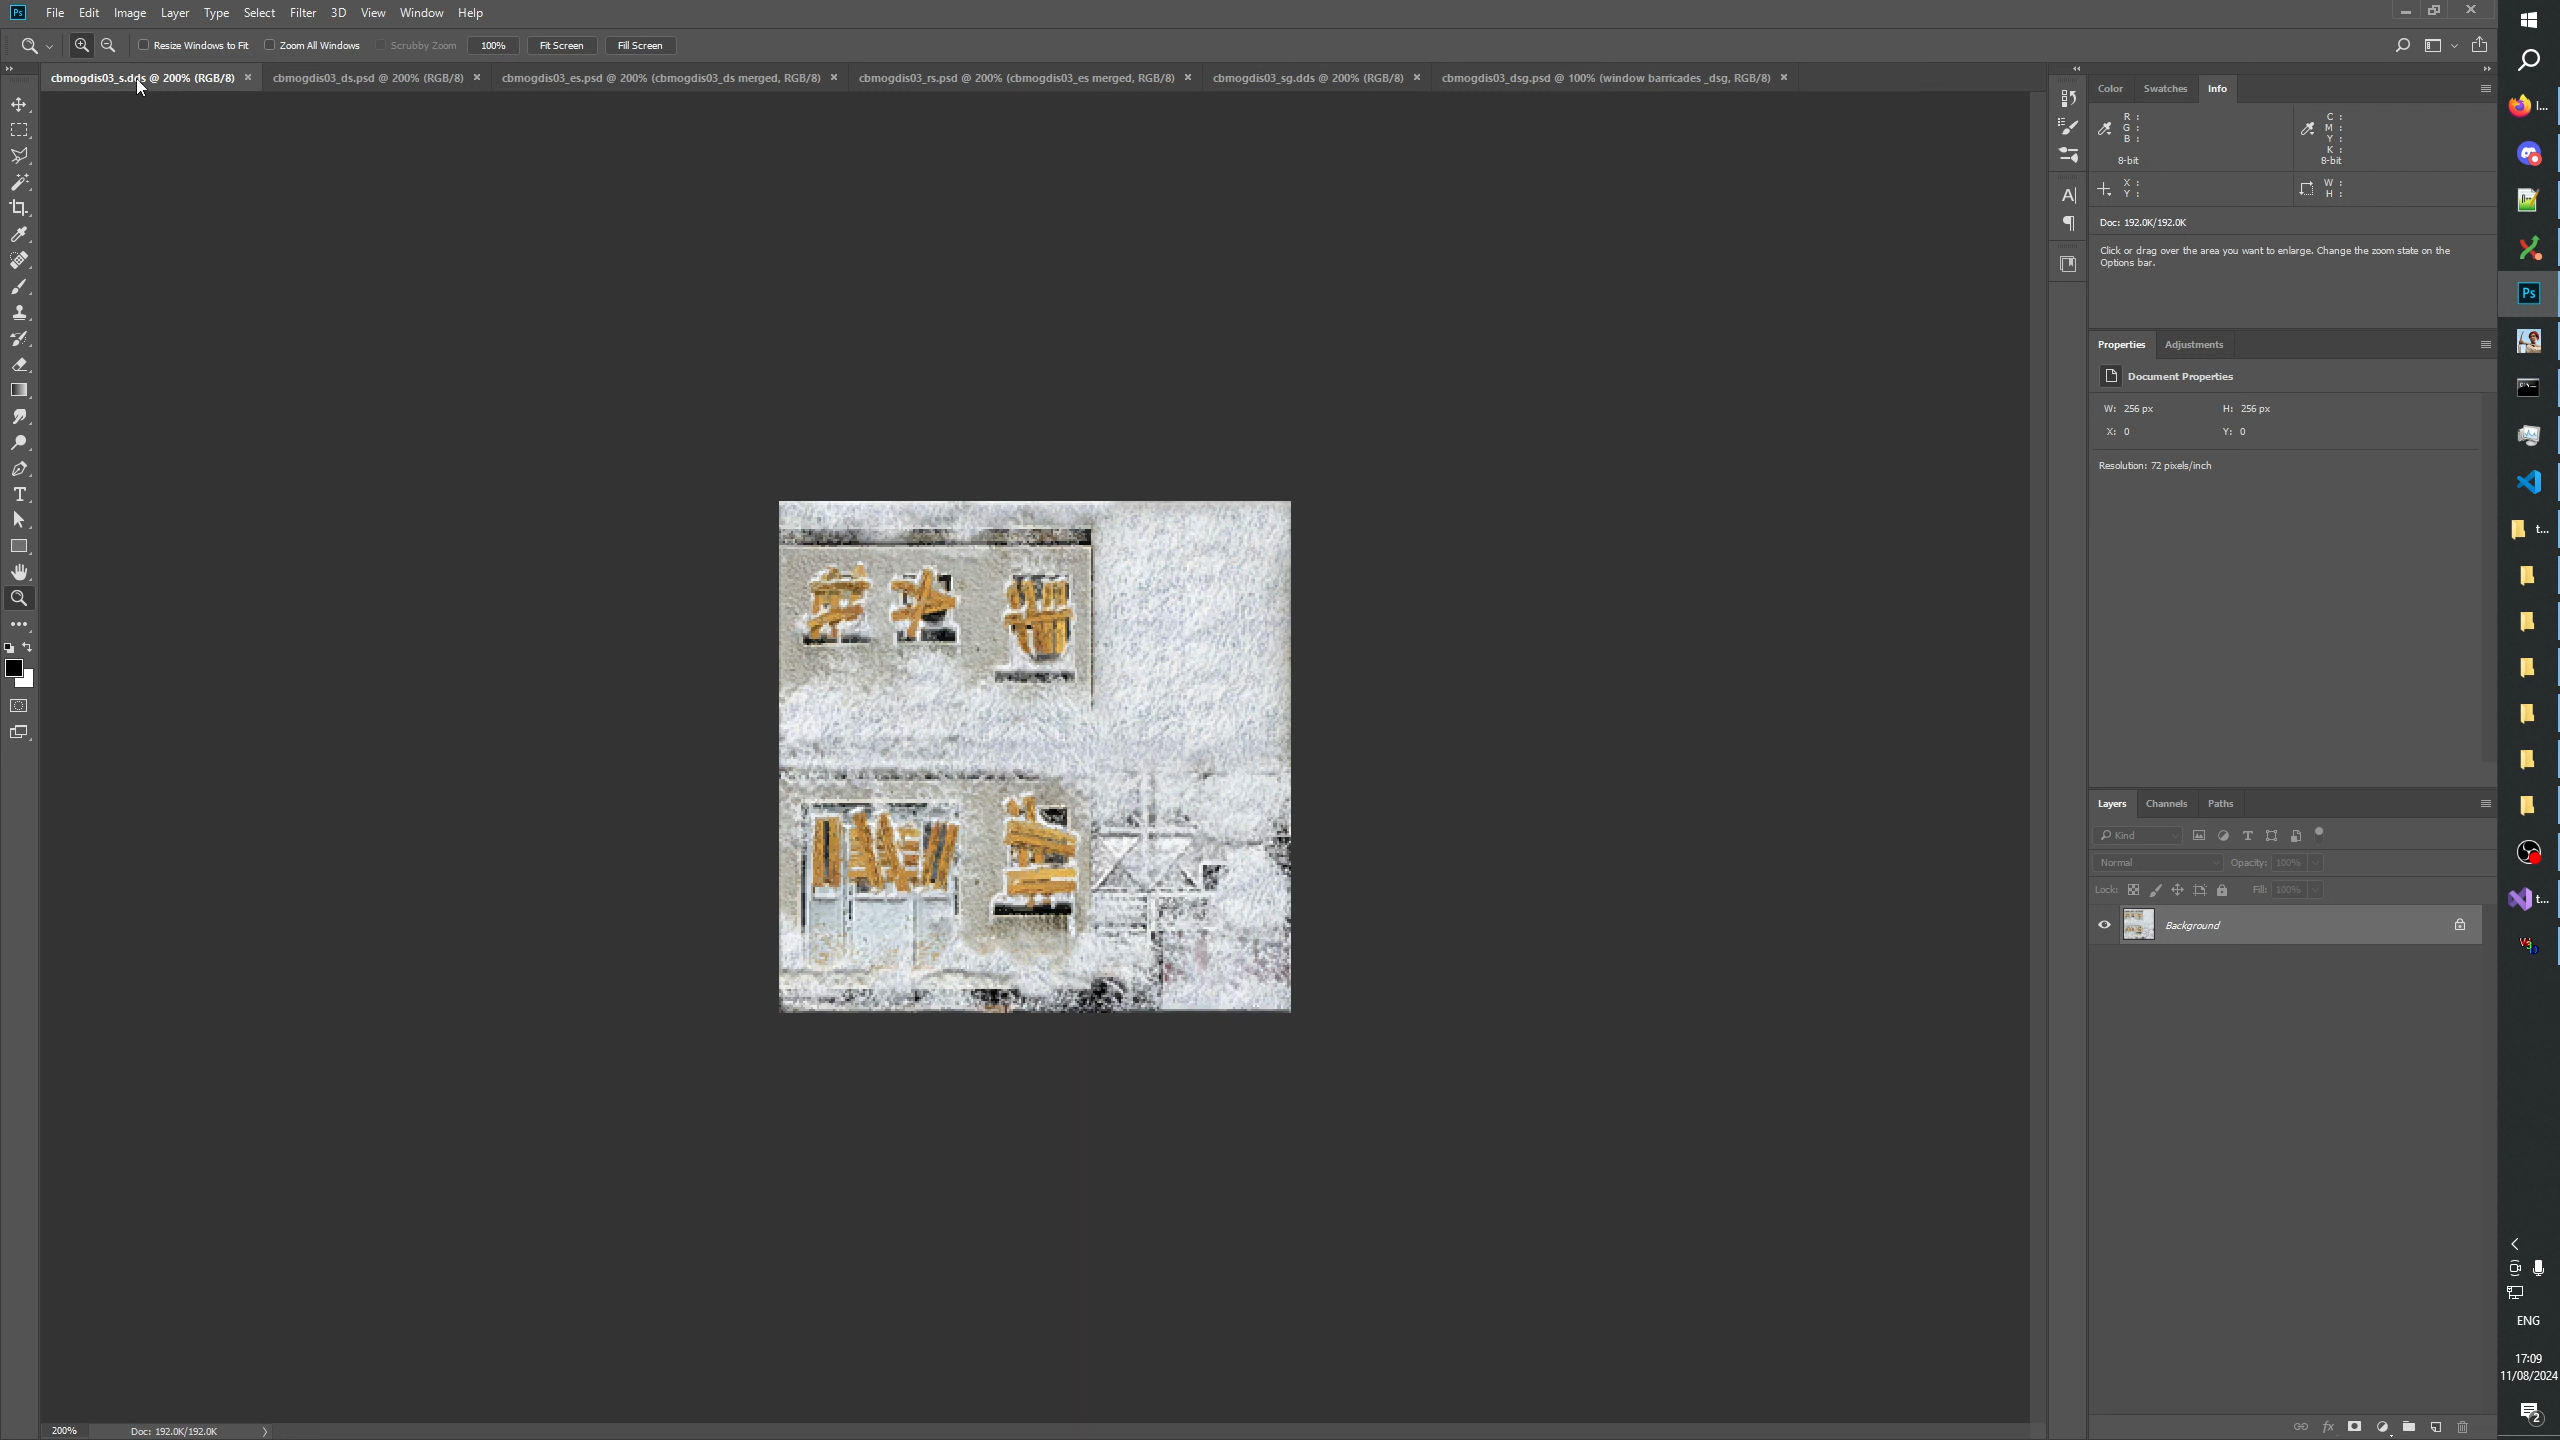 Ps File Edit Image Layer Type Select Filter 3D View Window Help
Resize Windows to Fit Zoom All Windows Scrubby Zoom 100% Fit Screen Fill Screen
cbmogdis03_s.dds @ 200% (RGB/8) × cbmogdis03_ds.psd @ 200% (RGB/8) × cbmogdis03_es.psd @ 200% (cbmogdis03_ds merged, RGB/8) × cbmogdis03_rs.psd @ 200% (cbmogdis03_es merged, RGB/8) × cbmogdis03_sg.dds @ 200% (RGB/8) × cbmogdis03_dsg.psd @ 100% (window barricades _dsg, RGB/8) ×
Color Swatches Info
R : C :
G : M :
B : Y :
K :
8-bit 8-bit
X : W :
Y : H :
Doc: 192.0K/192.0K
Click or drag over the area you want to enlarge. Change the zoom state on the
Options bar.
Properties Adjustments
Document Properties
W: 256 px H: 256 px
X: 0 Y: 0
Resolution: 72 pixels/inch
Layers Channels Paths
Kind
Normal Opacity: 100%
Lock: Fill: 100%
Background
200% Doc: 192.0K/192.0K
l...
Ps
t...
t...
ENG
17:09
11/08/2024
2